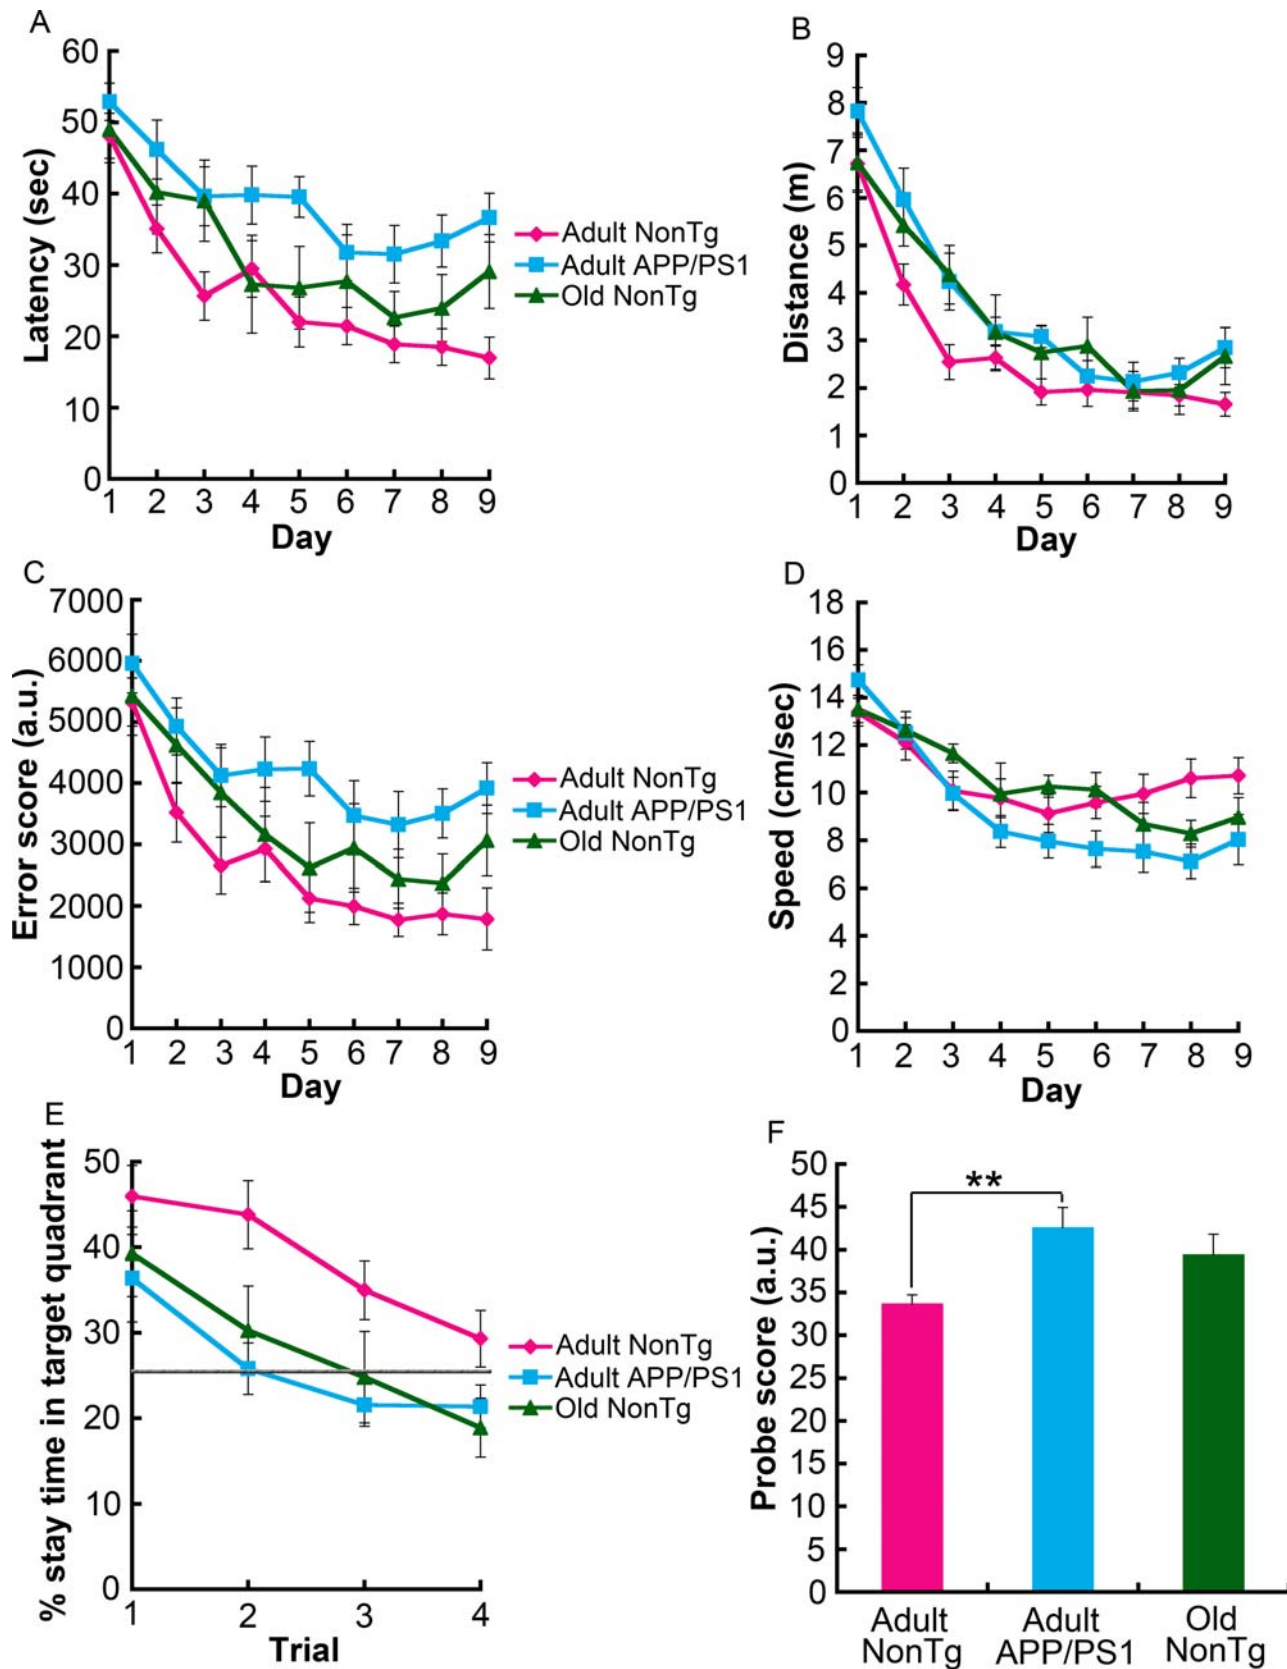 A
60
50
40
30
20
10
0
Latency (sec)
1 2 3 4 5 6 7 8 9
Day
Adult NonTg
Adult APP/PS1
Old NonTg
B
9
8
7
6
5
4
3
2
1
0
Distance (m)
1 2 3 4 5 6 7 8 9
Day
C
7000
6000
5000
4000
3000
2000
1000
0
Error score (a.u.)
1 2 3 4 5 6 7 8 9
Day
Adult NonTg
Adult APP/PS1
Old NonTg
D
18
16
14
12
10
8
6
4
2
0
Speed (cm/sec)
1 2 3 4 5 6 7 8 9
Day
E
50
40
30
20
10
0
% stay time in target quadrant
1 2 3 4
Trial
Adult NonTg
Adult APP/PS1
Old NonTg
F
50
45
40
35
30
25
20
15
10
5
0
Probe score (a.u.)
**
Adult
NonTg
Adult
APP/PS1
Old
NonTg